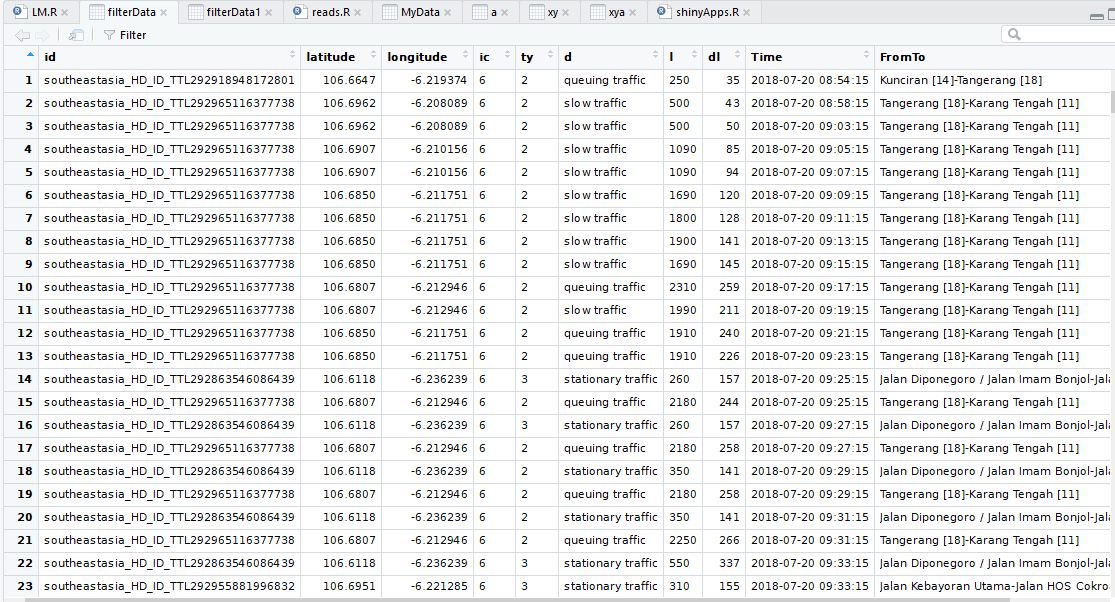 LM.R filterData filterData1 reads.R MyData a xy xya shinyApps.R
Filter
id latitude longitude ic ty d l dl Time FromTo
1 southeastasia_HD_ID_TTL292918948172801 106.6647 -6.219374 6 2 queuing traffic 250 35 2018-07-20 08:54:15 Kunciran [14]-Tangerang [18]
2 southeastasia_HD_ID_TTL292965116377738 106.6962 -6.208089 6 2 slow traffic 500 43 2018-07-20 08:58:15 Tangerang [18]-Karang Tengah [11]
3 southeastasia_HD_ID_TTL292965116377738 106.6962 -6.208089 6 2 slow traffic 500 50 2018-07-20 09:03:15 Tangerang [18]-Karang Tengah [11]
4 southeastasia_HD_ID_TTL292965116377738 106.6907 -6.210156 6 2 slow traffic 1090 85 2018-07-20 09:05:15 Tangerang [18]-Karang Tengah [11]
5 southeastasia_HD_ID_TTL292965116377738 106.6907 -6.210156 6 2 slow traffic 1090 94 2018-07-20 09:07:15 Tangerang [18]-Karang Tengah [11]
6 southeastasia_HD_ID_TTL292965116377738 106.6850 -6.211751 6 2 slow traffic 1690 120 2018-07-20 09:09:15 Tangerang [18]-Karang Tengah [11]
7 southeastasia_HD_ID_TTL292965116377738 106.6850 -6.211751 6 2 slow traffic 1800 128 2018-07-20 09:11:15 Tangerang [18]-Karang Tengah [11]
8 southeastasia_HD_ID_TTL292965116377738 106.6850 -6.211751 6 2 slow traffic 1900 141 2018-07-20 09:13:15 Tangerang [18]-Karang Tengah [11]
9 southeastasia_HD_ID_TTL292965116377738 106.6850 -6.211751 6 2 slow traffic 1690 145 2018-07-20 09:15:15 Tangerang [18]-Karang Tengah [11]
10 southeastasia_HD_ID_TTL292965116377738 106.6807 -6.212946 6 2 queuing traffic 2310 259 2018-07-20 09:17:15 Tangerang [18]-Karang Tengah [11]
11 southeastasia_HD_ID_TTL292965116377738 106.6807 -6.212946 6 2 slow traffic 1990 211 2018-07-20 09:19:15 Tangerang [18]-Karang Tengah [11]
12 southeastasia_HD_ID_TTL292965116377738 106.6850 -6.211751 6 2 queuing traffic 1910 240 2018-07-20 09:21:15 Tangerang [18]-Karang Tengah [11]
13 southeastasia_HD_ID_TTL292965116377738 106.6850 -6.211751 6 2 queuing traffic 1910 226 2018-07-20 09:23:15 Tangerang [18]-Karang Tengah [11]
14 southeastasia_HD_ID_TTL292863546086439 106.6118 -6.236239 6 3 stationary traffic 260 157 2018-07-20 09:25:15 Jalan Diponegoro / Jalan Imam Bonjol-Jala
15 southeastasia_HD_ID_TTL292965116377738 106.6807 -6.212946 6 2 queuing traffic 2180 244 2018-07-20 09:25:15 Tangerang [18]-Karang Tengah [11]
16 southeastasia_HD_ID_TTL292863546086439 106.6118 -6.236239 6 3 stationary traffic 260 157 2018-07-20 09:27:15 Jalan Diponegoro / Jalan Imam Bonjol-Jala
17 southeastasia_HD_ID_TTL292965116377738 106.6807 -6.212946 6 2 queuing traffic 2180 258 2018-07-20 09:27:15 Tangerang [18]-Karang Tengah [11]
18 southeastasia_HD_ID_TTL292863546086439 106.6118 -6.236239 6 2 stationary traffic 350 141 2018-07-20 09:29:15 Jalan Diponegoro / Jalan Imam Bonjol-Jala
19 southeastasia_HD_ID_TTL292965116377738 106.6807 -6.212946 6 2 queuing traffic 2180 258 2018-07-20 09:29:15 Tangerang [18]-Karang Tengah [11]
20 southeastasia_HD_ID_TTL292863546086439 106.6118 -6.236239 6 2 stationary traffic 350 141 2018-07-20 09:31:15 Jalan Diponegoro / Jalan Imam Bonjol-Jala
21 southeastasia_HD_ID_TTL292965116377738 106.6807 -6.212946 6 2 queuing traffic 2250 266 2018-07-20 09:31:15 Tangerang [18]-Karang Tengah [11]
22 southeastasia_HD_ID_TTL292863546086439 106.6118 -6.236239 6 3 stationary traffic 550 337 2018-07-20 09:33:15 Jalan Diponegoro / Jalan Imam Bonjol-Jala
23 southeastasia_HD_ID_TTL292955881996832 106.6951 -6.221285 6 3 stationary traffic 310 155 2018-07-20 09:33:15 Jalan Kebayoran Utama-Jalan HOS Cokro